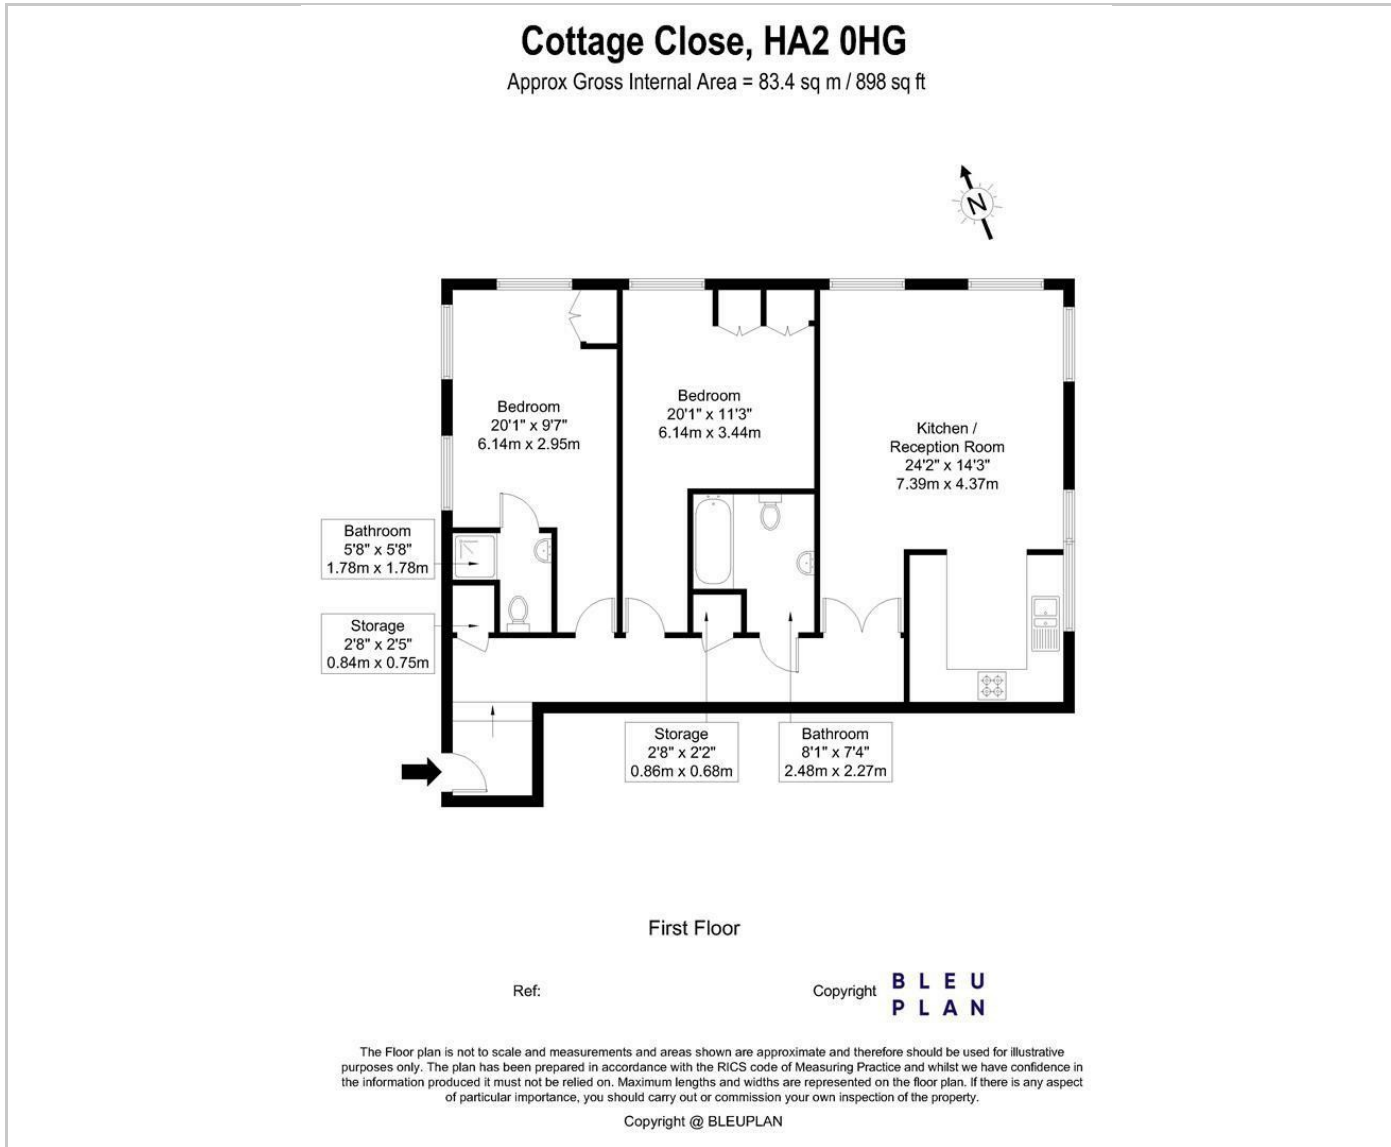 Cottage Close, HA2 0HG
Approx Gross Internal Area = 83.4 sq m / 898 sq ft
N
Bedroom
20'1" x 9'7"
6.14m x 2.95m
Bedroom
20'1" x 11'3"
6.14m x 3.44m
Kitchen /
Reception Room
24'2" x 14'3"
7.39m x 4.37m
Bathroom
5'8" x 5'8"
1.78m x 1.78m
Storage
2'8" x 2'5"
0.84m x 0.75m
Storage
2'8" x 2'2"
0.86m x 0.68m
Bathroom
8'1" x 7'4"
2.48m x 2.27m
First Floor
Ref:
Copyright
BLEU
PLAN
The Floor plan is not to scale and measurements and areas shown are approximate and therefore should be used for illustrative
purposes only. The plan has been prepared in accordance with the RICS code of Measuring Practice and whilst we have confidence in
the information produced it must not be relied on. Maximum lengths and widths are represented on the floor plan. If there is any aspect
of particular importance, you should carry out or commission your own inspection of the property.
Copyright @ BLEUPLAN